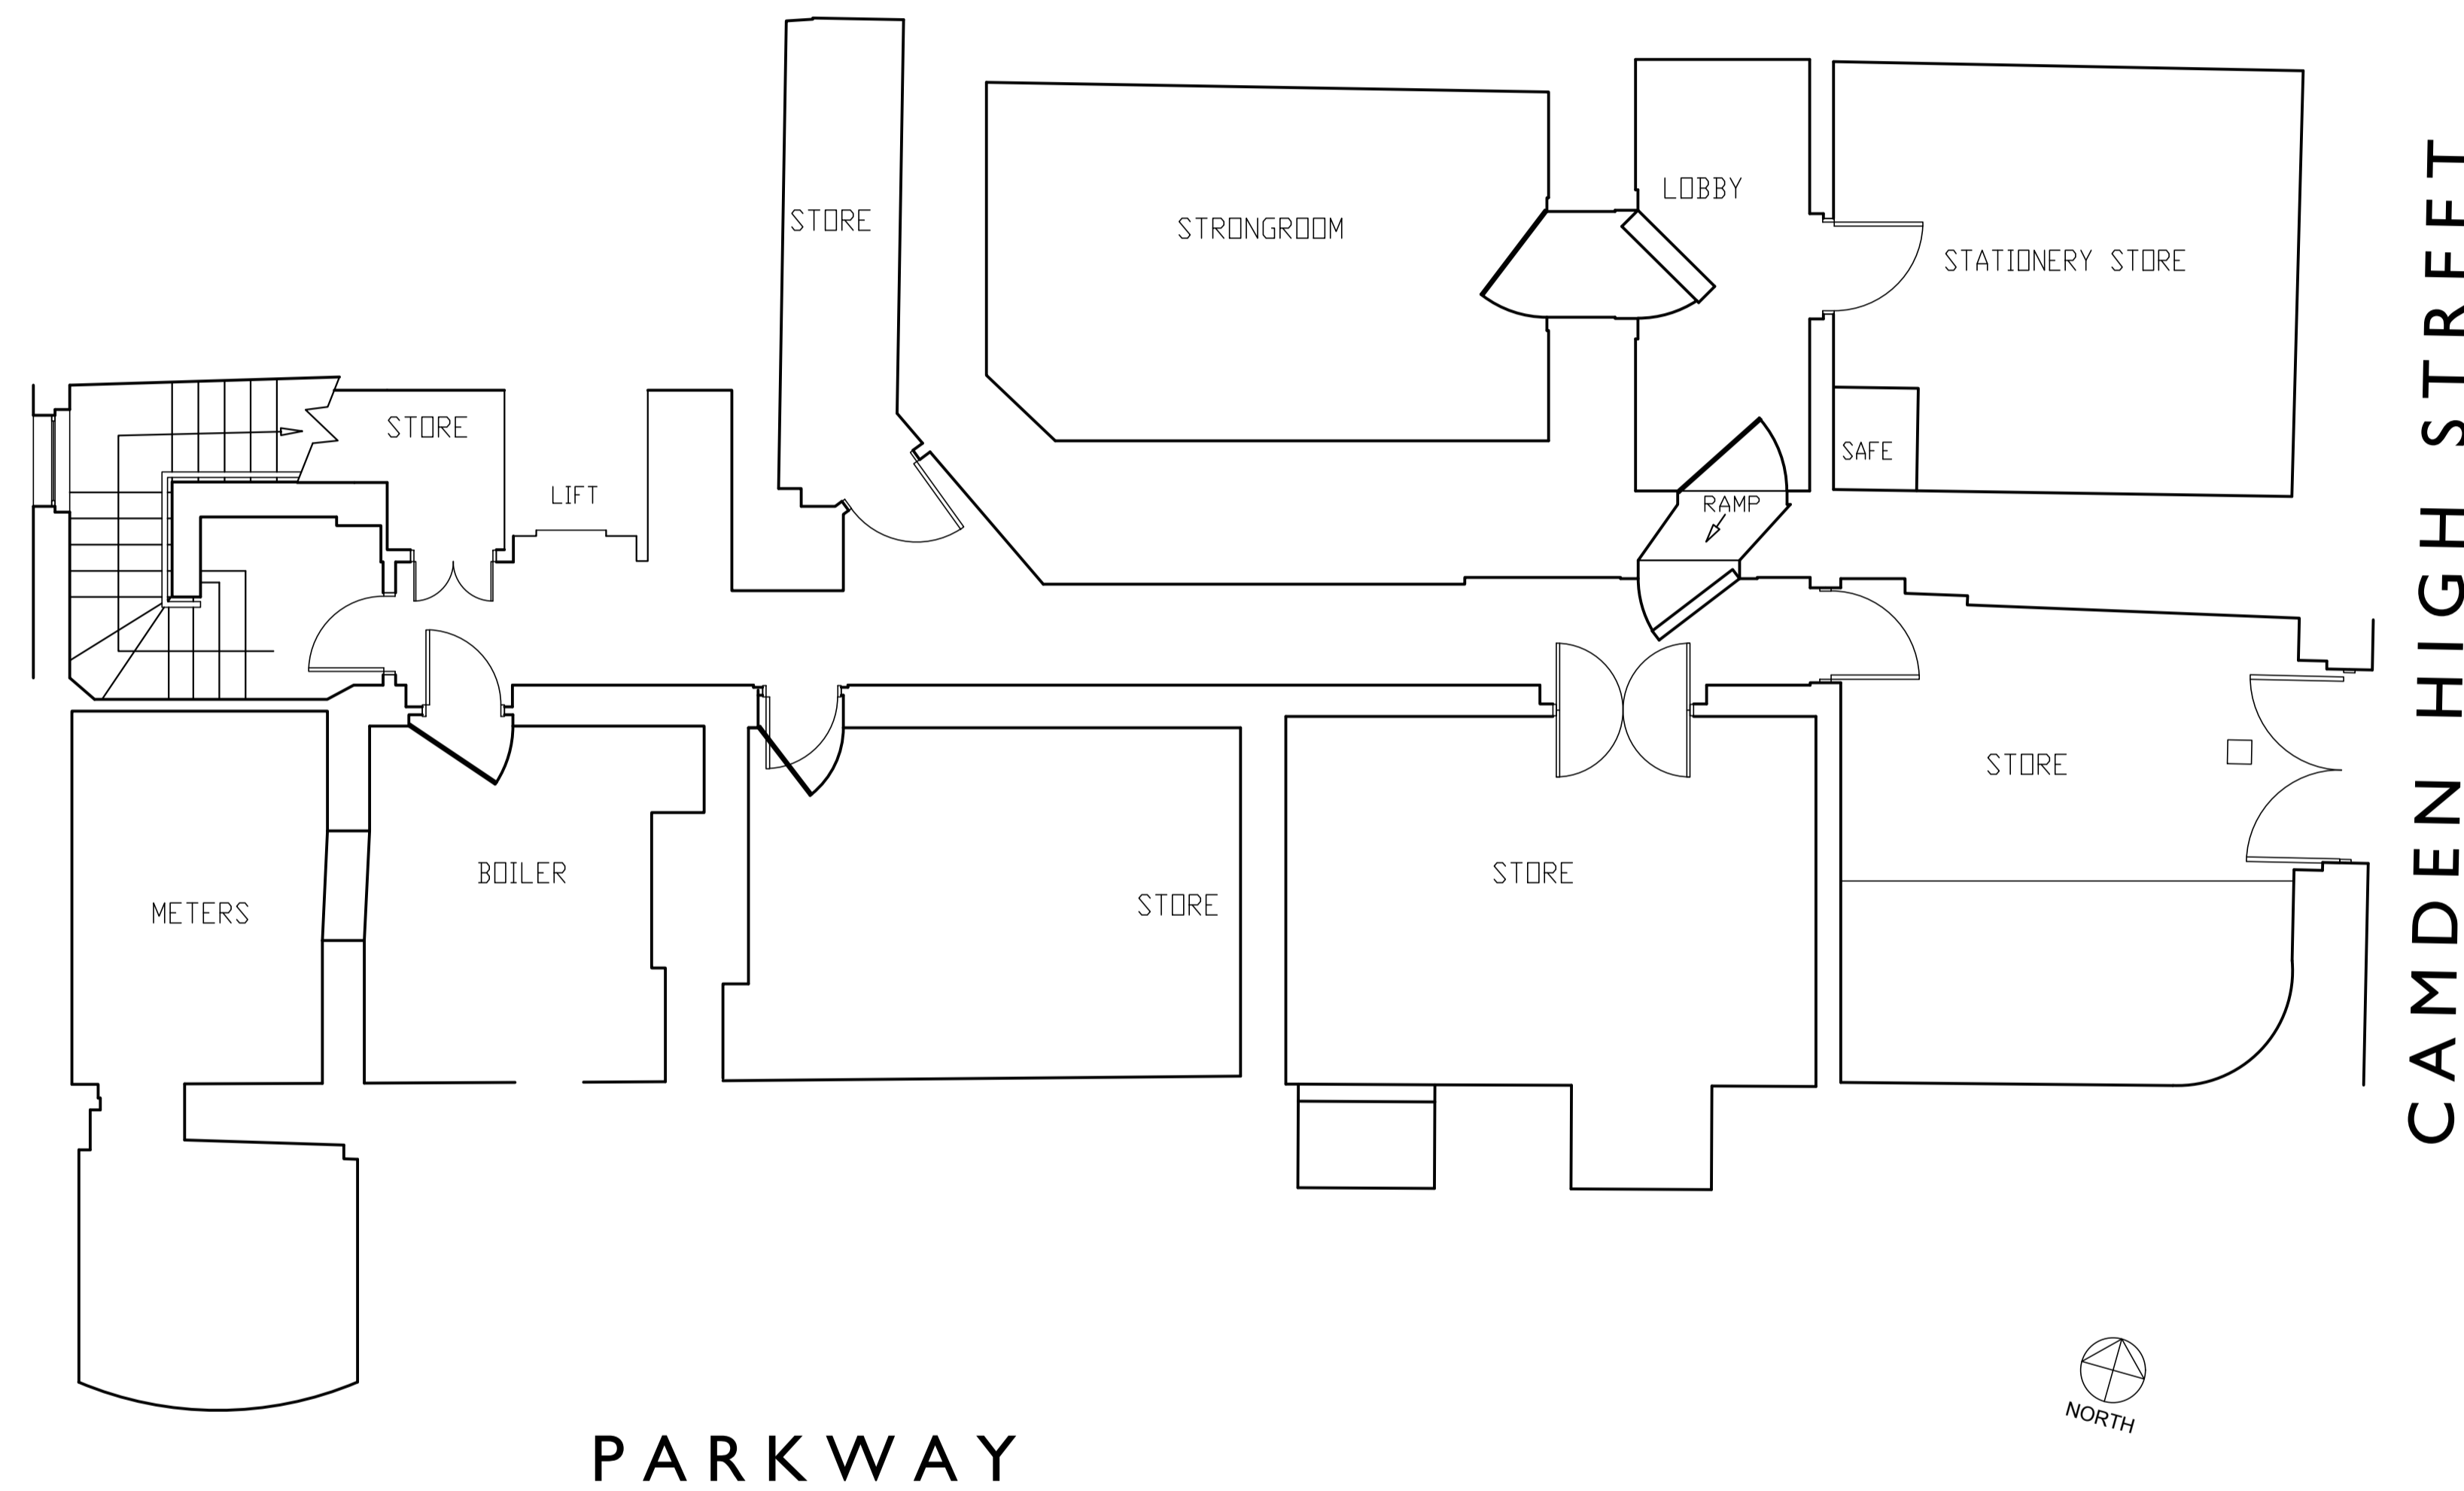 LOBBY
STORE
STRONGROOM
STATIONERY STORE
STORE
SAFE
LIFT
RAMP
STORE
BOILER
STORE
METERS
STORE
CAMDEN HIGH STREET
NORTH
PARKWAY